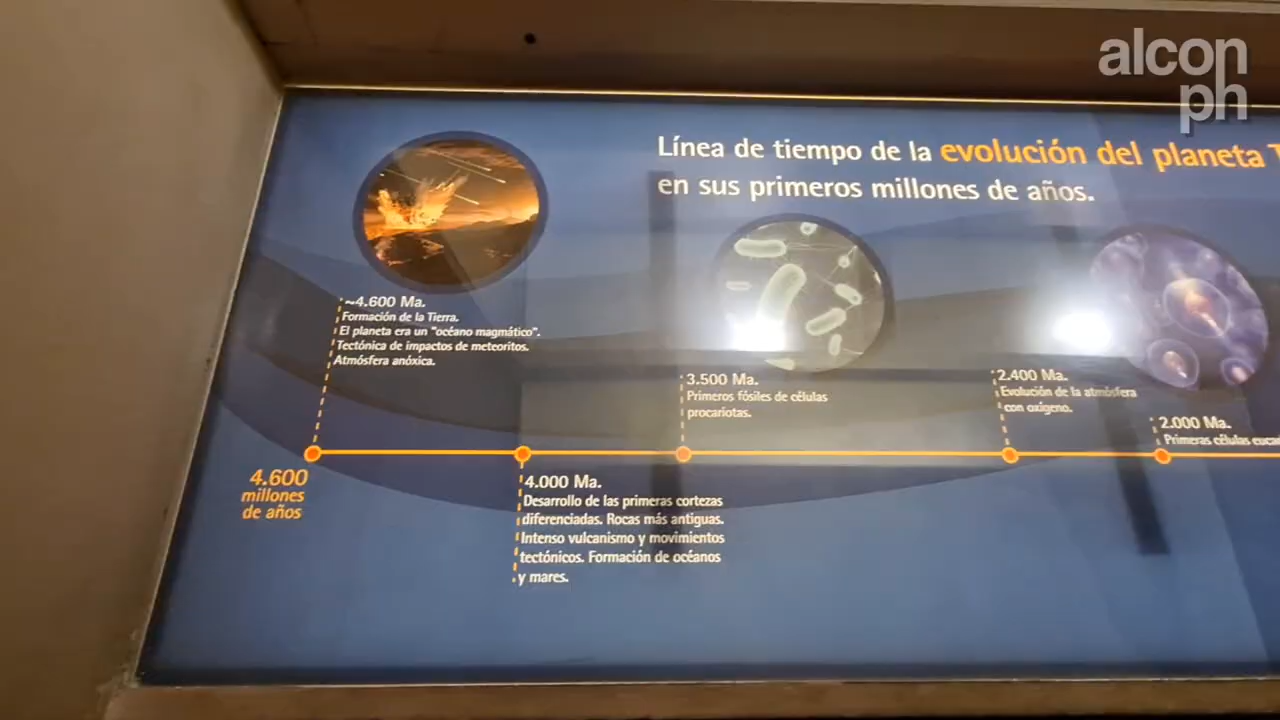 alcon
ph
Línea de tiempo de la evolución del planeta
en sus primeros millones de años.
~4.600 Ma.
Formación de la Tierra.
El planeta era un "océano magmático".
Tectónica de impactos de meteoritos.
Atmósfera anóxica.
3.500 Ma.
Primeros fósiles de células
procariotas.
2.400 Ma.
Evolución de la atmósfera
con oxígeno.
2.000 Ma.
Primeras células
4.600
millones
de años
4.000 Ma.
Desarrollo de las primeras cortezas
diferenciadas. Rocas más antiguas.
Intenso vulcanismo y movimientos
tectónicos. Formación de océanos
y mares.